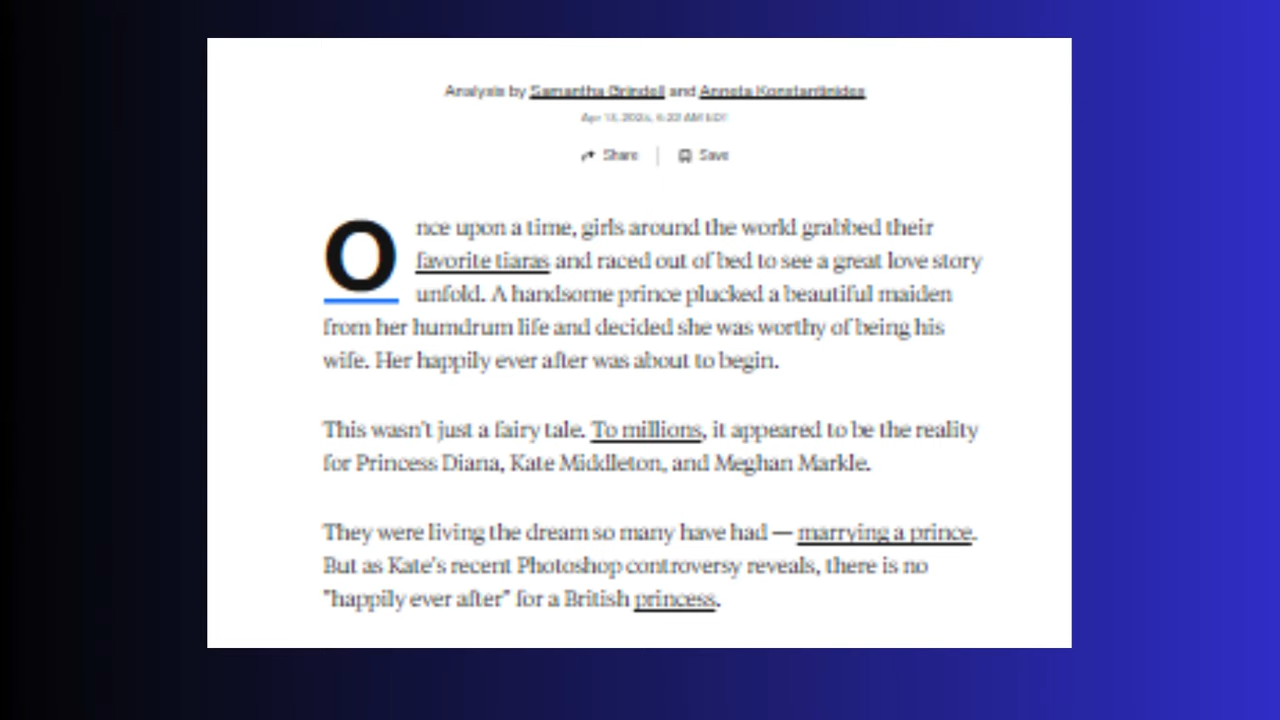 Analysis by Samantha Grindell and Anneta Konstantinides
Share
Save
Once upon a time, girls around the world grabbed their
favorite tiaras and raced out of bed to see a great love story
unfold. A handsome prince plucked a beautiful maiden
from her humdrum life and decided she was worthy of being his
wife. Her happily ever after was about to begin.
This wasn't just a fairy tale. To millions, it appeared to be the reality
for Princess Diana, Kate Middleton, and Meghan Markle.
They were living the dream so many have had — marrying a prince.
But as Kate's recent Photoshop controversy reveals, there is no
"happily ever after" for a British princess.